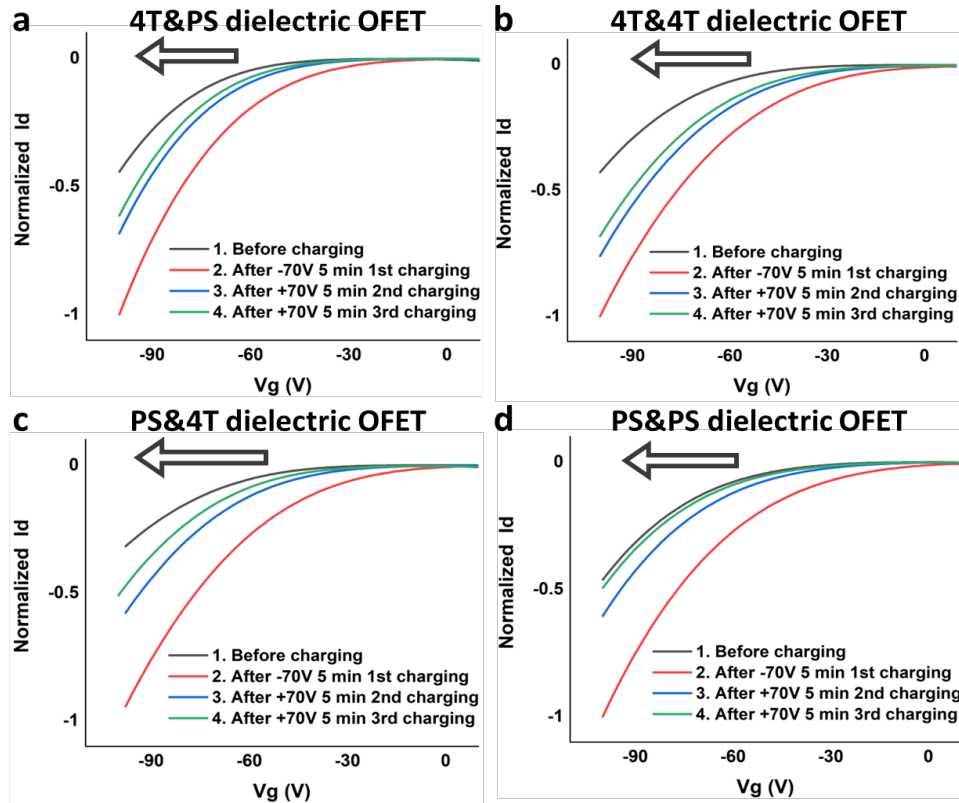 a
4T&PS dielectric OFET
0
-0.5
-1
Normalized Id
1. Before charging
2. After -70V 5 min 1st charging
3. After +70V 5 min 2nd charging
4. After +70V 5 min 3rd charging
-90 -60 -30 0
Vg (V)
b
4T&4T dielectric OFET
0
-0.5
-1
Normalized Id
1. Before charging
2. After -70V 5 min 1st charging
3. After +70V 5 min 2nd charging
4. After +70V 5 min 3rd charging
-90 -60 -30 0
Vg (V)
c
PS&4T dielectric OFET
0
-0.5
-1
Normalized Id
1. Before charging
2. After -70V 5 min 1st charging
3. After +70V 5 min 2nd charging
4. After +70V 5 min 3rd charging
-90 -60 -30 0
Vg (V)
d
PS&PS dielectric OFET
0
-0.5
-1
Normalized Id
1. Before charging
2. After -70V 5 min 1st charging
3. After +70V 5 min 2nd charging
4. After +70V 5 min 3rd charging
-90 -60 -30 0
Vg (V)